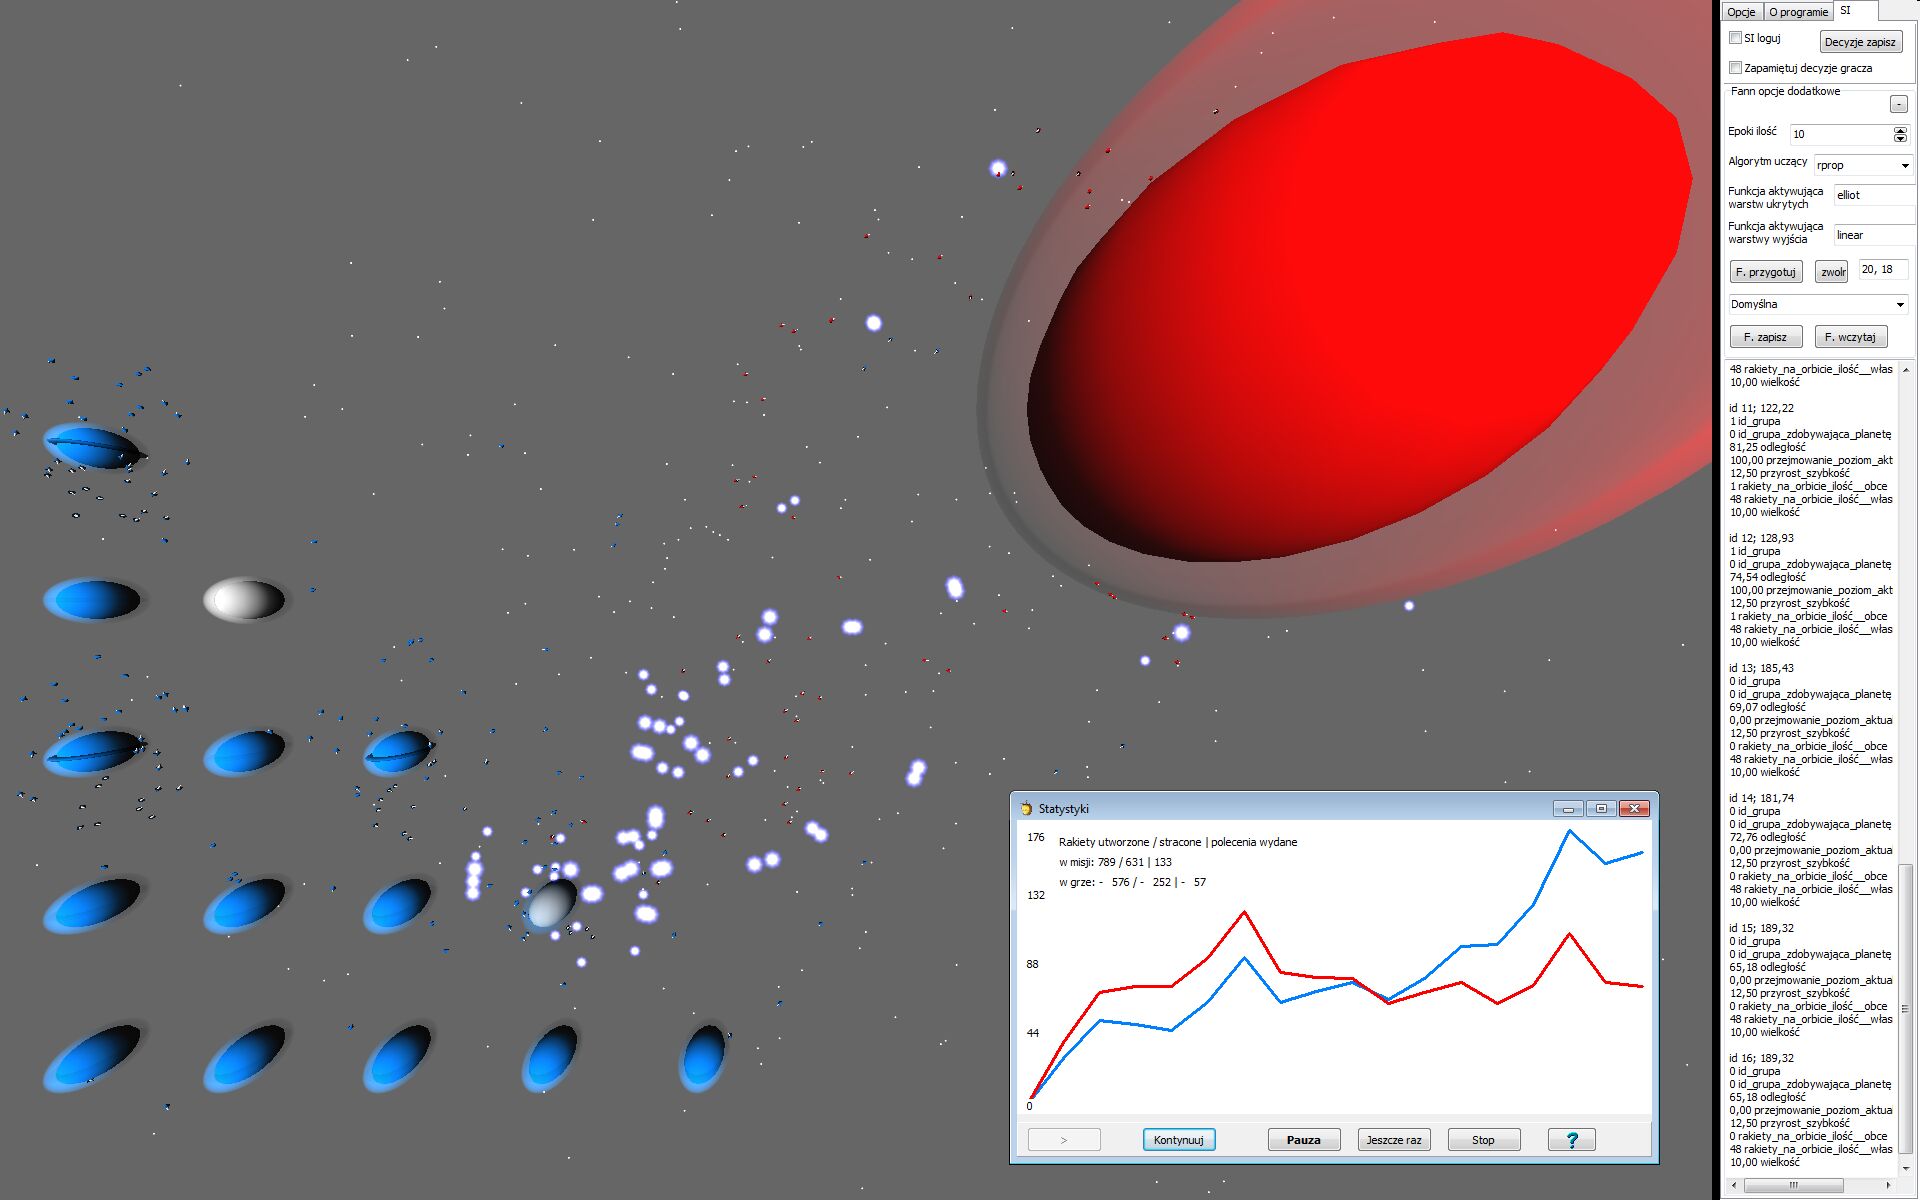 Opcje
O programie
SI
SI loguj
Decyzje zapisz
Zapamiętuj decyzje gracza
Fann opcje dodatkowe
-
Epoki ilość
10
Algorytm uczący
rprop
Funkcja aktywująca
warstw ukrytych
elliot
Funkcja aktywująca
warstwy wyjścia
linear
F. przygotuj
zwolr
20, 18
Domyślna
F. zapisz
F. wczytaj
48 rakiety_na_orbicie_ilość__włas
10,00 wielkość
id 11; 122,22
1 id_grupa
0 id_grupa_zdobywająca_planetę
81,25 odległość
100,00 przejmowanie_poziom_akt
12,50 przyrost_szybkość
1 rakiety_na_orbicie_ilość__obce
48 rakiety_na_orbicie_ilość__włas
10,00 wielkość
id 12; 128,93
1 id_grupa
0 id_grupa_zdobywająca_planetę
74,54 odległość
100,00 przejmowanie_poziom_akt
12,50 przyrost_szybkość
1 rakiety_na_orbicie_ilość__obce
48 rakiety_na_orbicie_ilość__włas
10,00 wielkość
id 13; 185,43
0 id_grupa
0 id_grupa_zdobywająca_planetę
69,07 odległość
0,00 przejmowanie_poziom_aktua
12,50 przyrost_szybkość
0 rakiety_na_orbicie_ilość__obce
48 rakiety_na_orbicie_ilość__włas
10,00 wielkość
id 14; 181,74
0 id_grupa
0 id_grupa_zdobywająca_planetę
72,76 odległość
0,00 przejmowanie_poziom_aktua
12,50 przyrost_szybkość
0 rakiety_na_orbicie_ilość__obce
48 rakiety_na_orbicie_ilość__włas
10,00 wielkość
id 15; 189,32
0 id_grupa
0 id_grupa_zdobywająca_planetę
65,18 odległość
0,00 przejmowanie_poziom_aktua
12,50 przyrost_szybkość
0 rakiety_na_orbicie_ilość__obce
48 rakiety_na_orbicie_ilość__włas
10,00 wielkość
id 16; 189,32
0 id_grupa
0 id_grupa_zdobywająca_planetę
65,18 odległość
0,00 przejmowanie_poziom_aktua
12,50 przyrost_szybkość
0 rakiety_na_orbicie_ilość__obce
48 rakiety_na_orbicie_ilość__włas
10,00 wielkość
Statystyki
176
Rakiety utworzone / stracone | polecenia wydane
w misji: 789 / 631 | 133
w grze: - 576 / - 252 | - 57
132
88
44
0
>
Kontynuuj
Pauza
Jeszcze raz
Stop
?